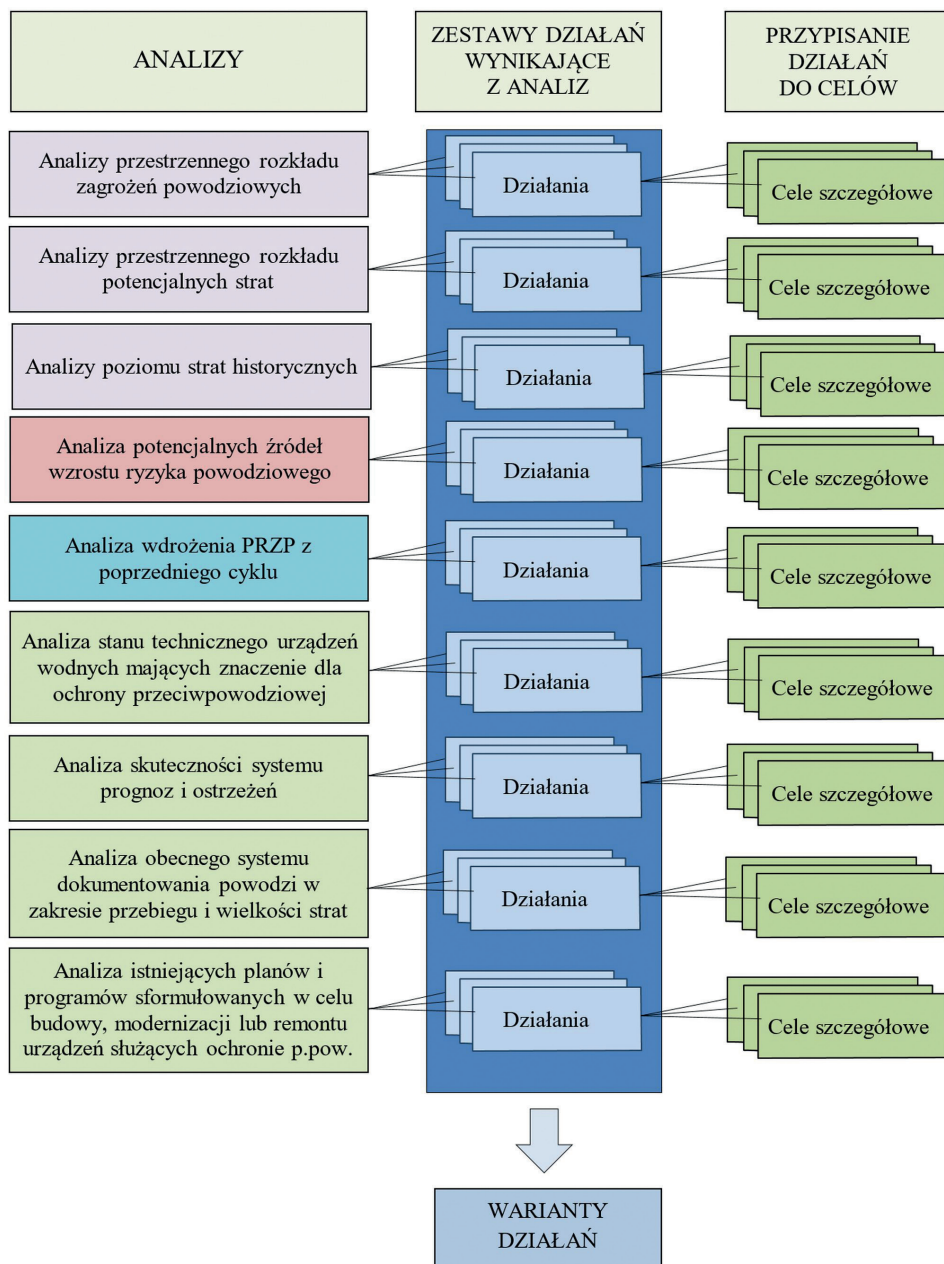 ANALIZY
ZESTAWY DZIAŁAŃ
WYNIKAJĄCE
Z ANALIZ
PRZYPISANIE
DZIAŁAŃ
DO CELÓW
Analizy przestrzennego rozkładu
zagrożeń powodziowych
Działania
Cele szczegółowe
Analizy przestrzennego rozkładu
potencjalnych strat
Działania
Cele szczegółowe
Analizy poziomu strat historycznych
Działania
Cele szczegółowe
Analiza potencjalnych źródeł
wzrostu ryzyka powodziowego
Działania
Cele szczegółowe
Analiza wdrożenia PRZP z
poprzedniego cyklu
Działania
Cele szczegółowe
Analiza stanu technicznego urządzeń
wodnych mających znaczenie dla
ochrony przeciwpowodziowej
Działania
Cele szczegółowe
Analiza skuteczności systemu
prognoz i ostrzeżeń
Działania
Cele szczegółowe
Analiza obecnego systemu
dokumentowania powodzi w
zakresie przebiegu i wielkości strat
Działania
Cele szczegółowe
Analiza istniejących planów i
programów sformułowanych w celu
budowy, modernizacji lub remontu
urządzeń służących ochronie p.pow.
Działania
Cele szczegółowe
WARIANTY
DZIAŁAŃ